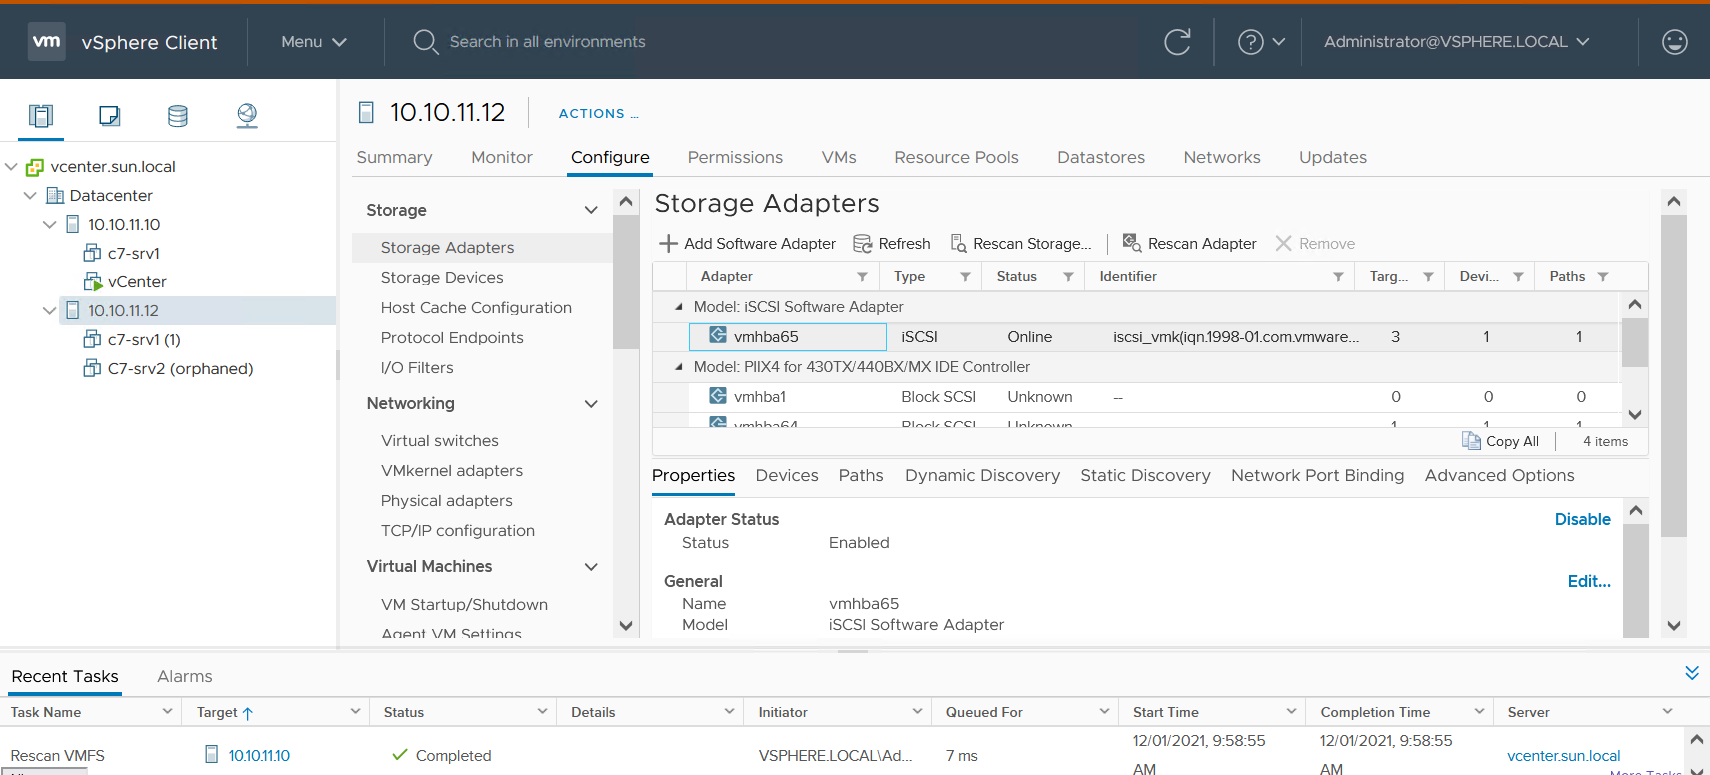 vm vSphere Client Menu Search in all environments Administrator@VSPHERE.LOCAL
vcenter.sun.local
Datacenter
10.10.11.10
c7-srv1
vCenter
10.10.11.12
c7-srv1 (1)
C7-srv2 (orphaned)
10.10.11.12 ACTIONS ...
Summary Monitor Configure Permissions VMs Resource Pools Datastores Networks Updates
Storage
Storage Adapters
Storage Devices
Host Cache Configuration
Protocol Endpoints
I/O Filters
Networking
Virtual switches
VMkernel adapters
Physical adapters
TCP/IP configuration
Virtual Machines
VM Startup/Shutdown
Agent VM Settings
Storage Adapters
Add Software Adapter Refresh Rescan Storage... Rescan Adapter Remove
Adapter Type Status Identifier Targ... Devi... Paths
Model: iSCSI Software Adapter
vmhba65 iSCSI Online iscsi_vmk(iqn.1998-01.com.vmware... 3 1 1
Model: PIIX4 for 430TX/440BX/MX IDE Controller
vmhba1 Block SCSI Unknown -- 0 0 0
vmhba64 Block SCSI Unknown 1 1 1
Copy All 4 items
Properties Devices Paths Dynamic Discovery Static Discovery Network Port Binding Advanced Options
Adapter Status Disable
Status Enabled
General Edit...
Name vmhba65
Model iSCSI Software Adapter
Recent Tasks Alarms
Task Name Target Status Details Initiator Queued For Start Time Completion Time Server
Rescan VMFS 10.10.11.10 Completed VSPHERE.LOCAL\Ad... 7 ms 12/01/2021, 9:58:55 AM 12/01/2021, 9:58:55 AM vcenter.sun.local
More Tasks